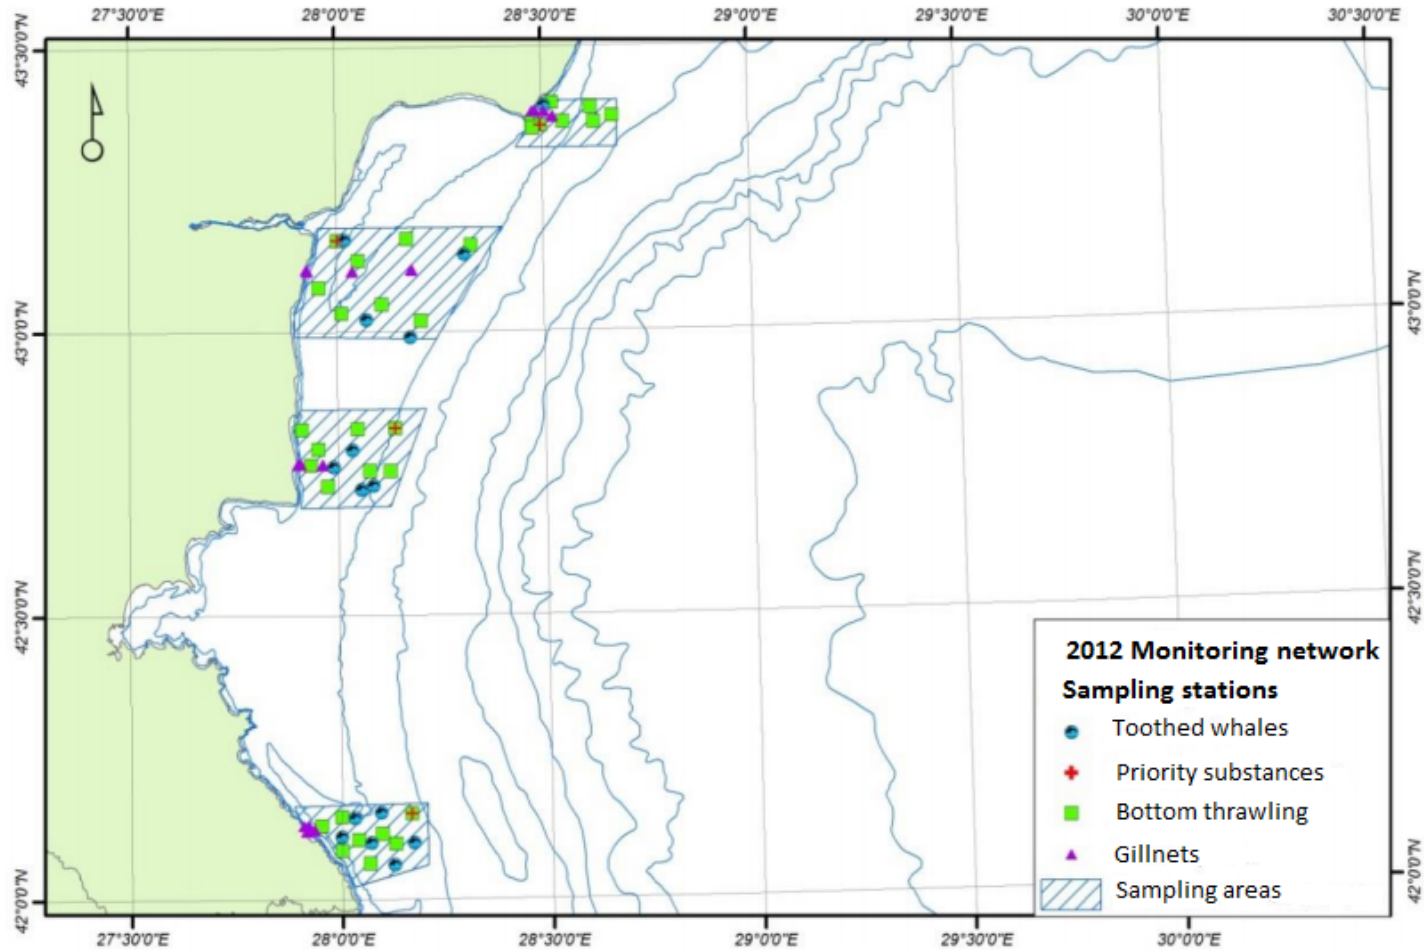 27°30'0"E 28°0'0"E 28°30'0"E 29°0'0"E 29°30'0"E 30°0'0"E 30°30'0"E
43°30'0"N
43°0'0"N
43°0'0"N
42°30'0"N
42°30'0"N
42°0'0"N
42°0'0"N
2012 Monitoring network
Sampling stations
Toothed whales
Priority substances
Bottom thrawling
Gillnets
Sampling areas
27°30'0"E 28°0'0"E 28°30'0"E 29°0'0"E 29°30'0"E 30°0'0"E